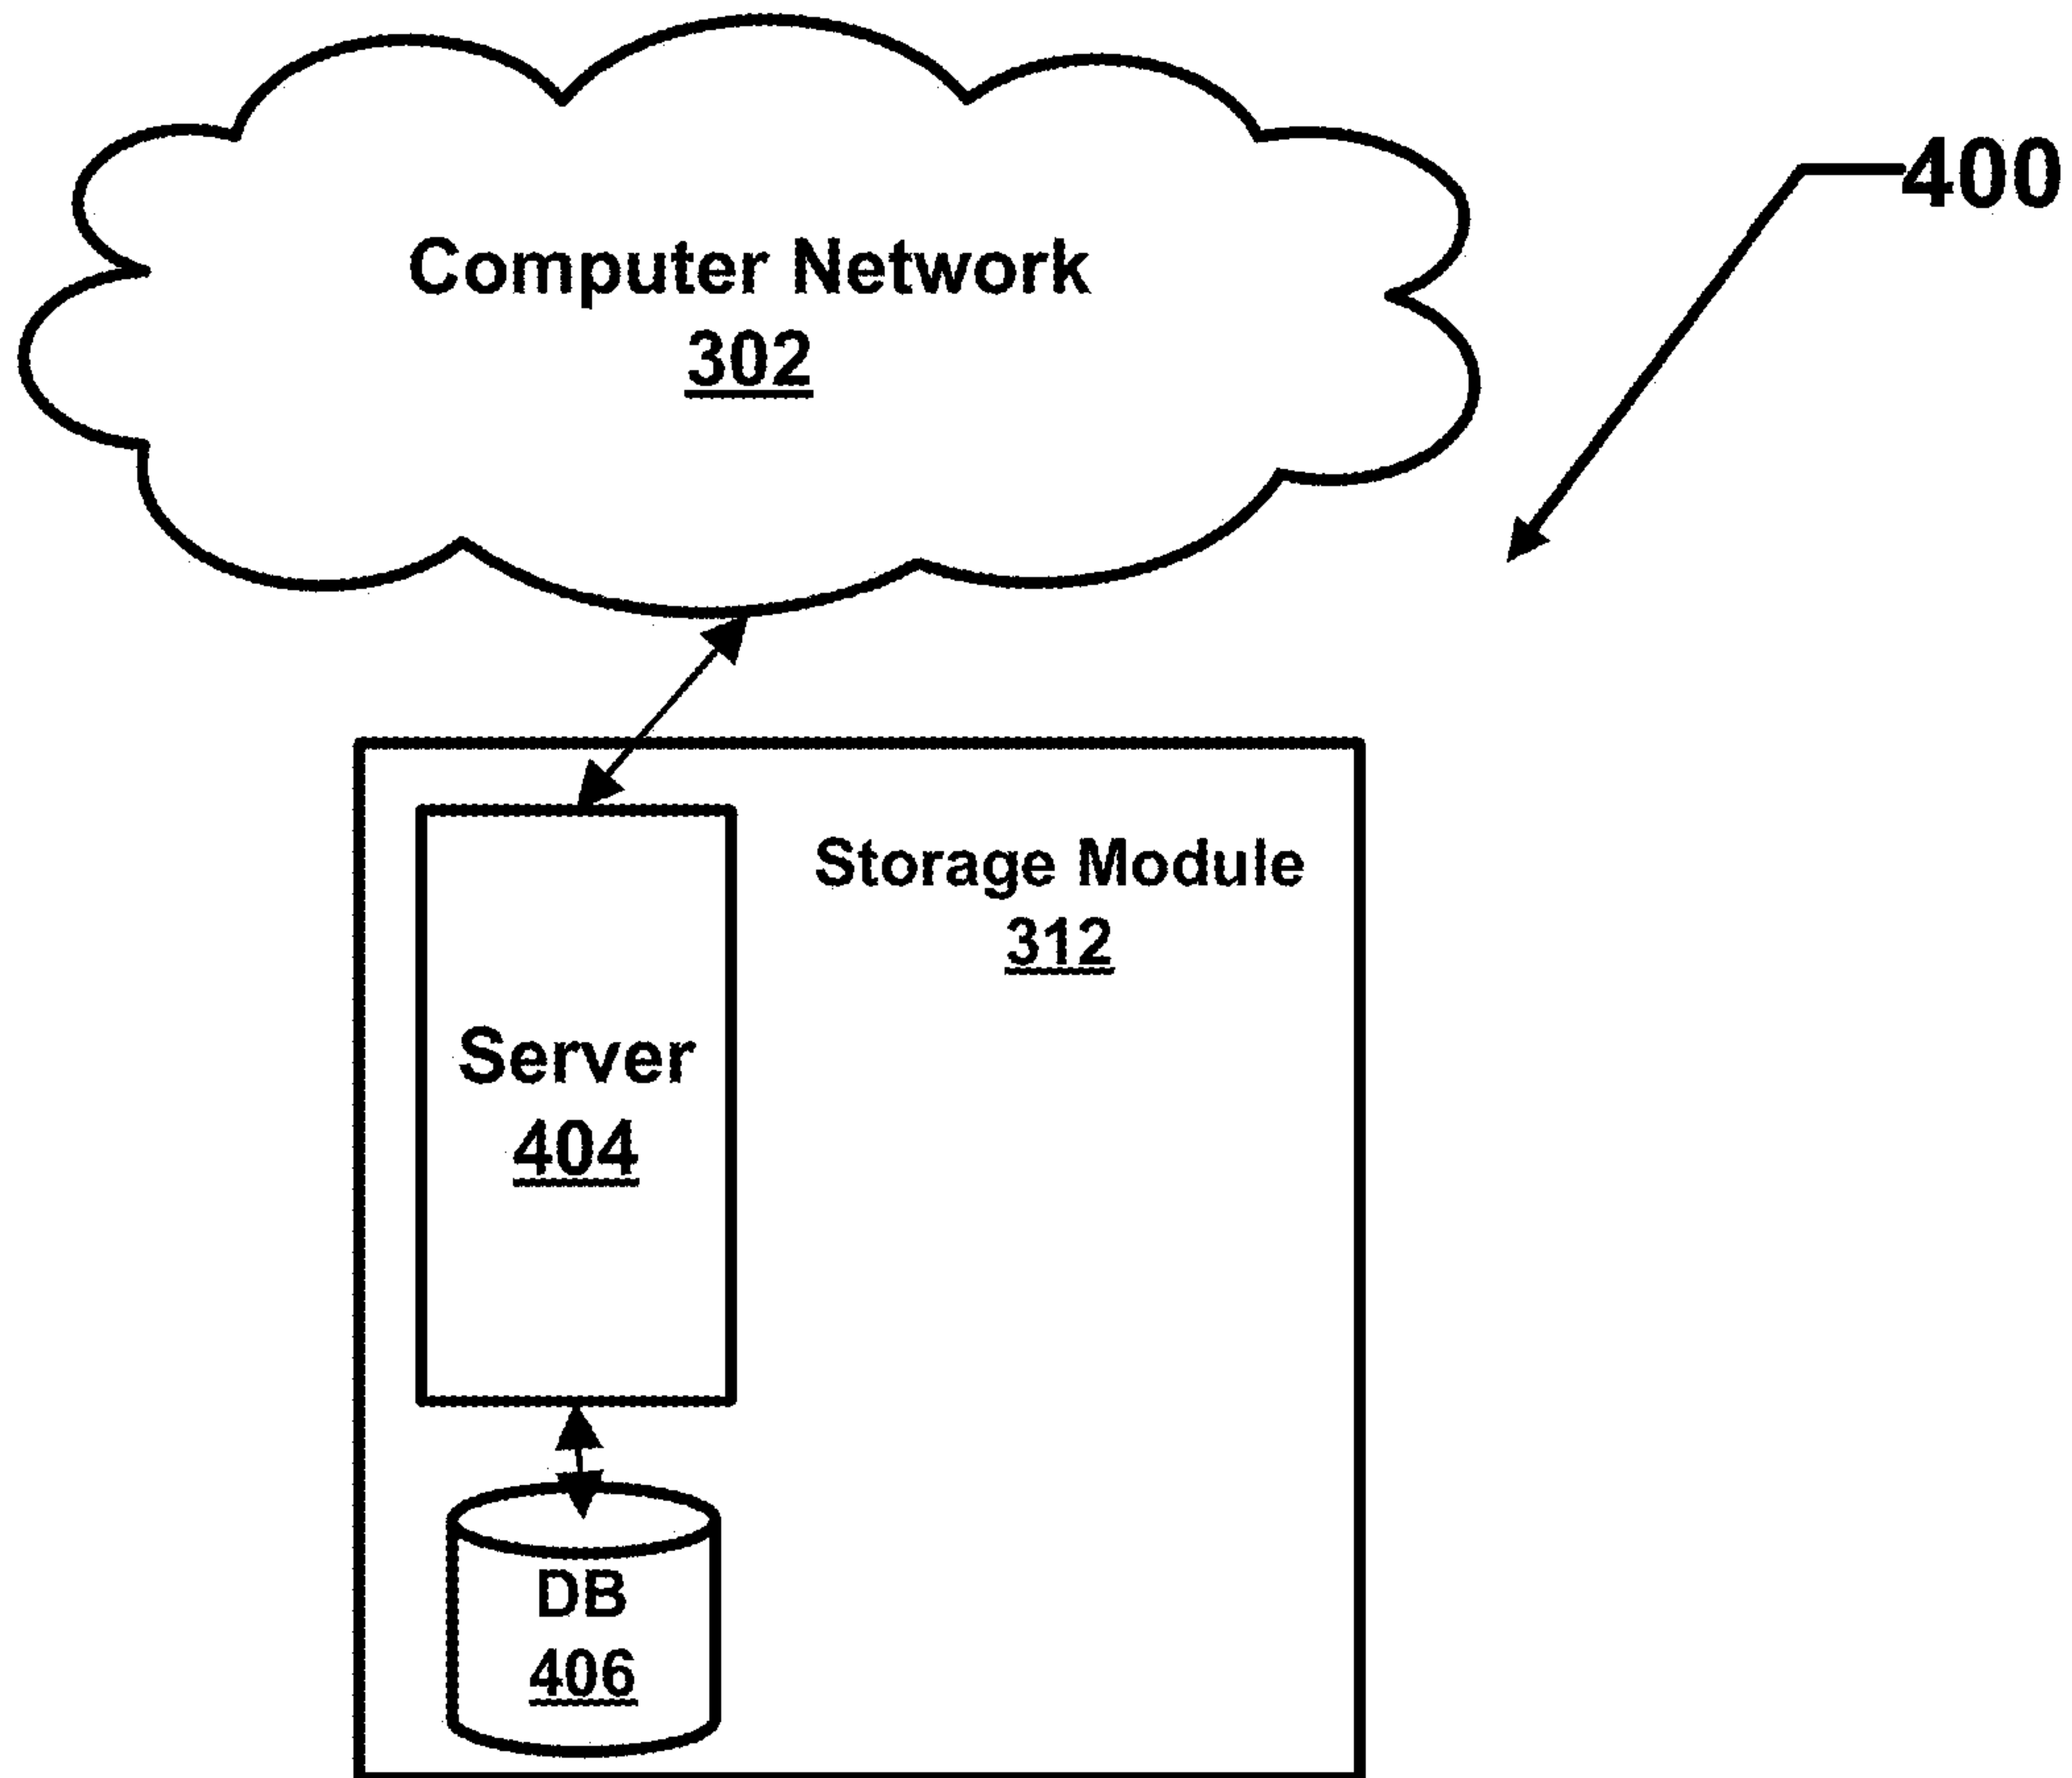 Computer Network
302
400
Storage Module
312
Server
404
DB
406